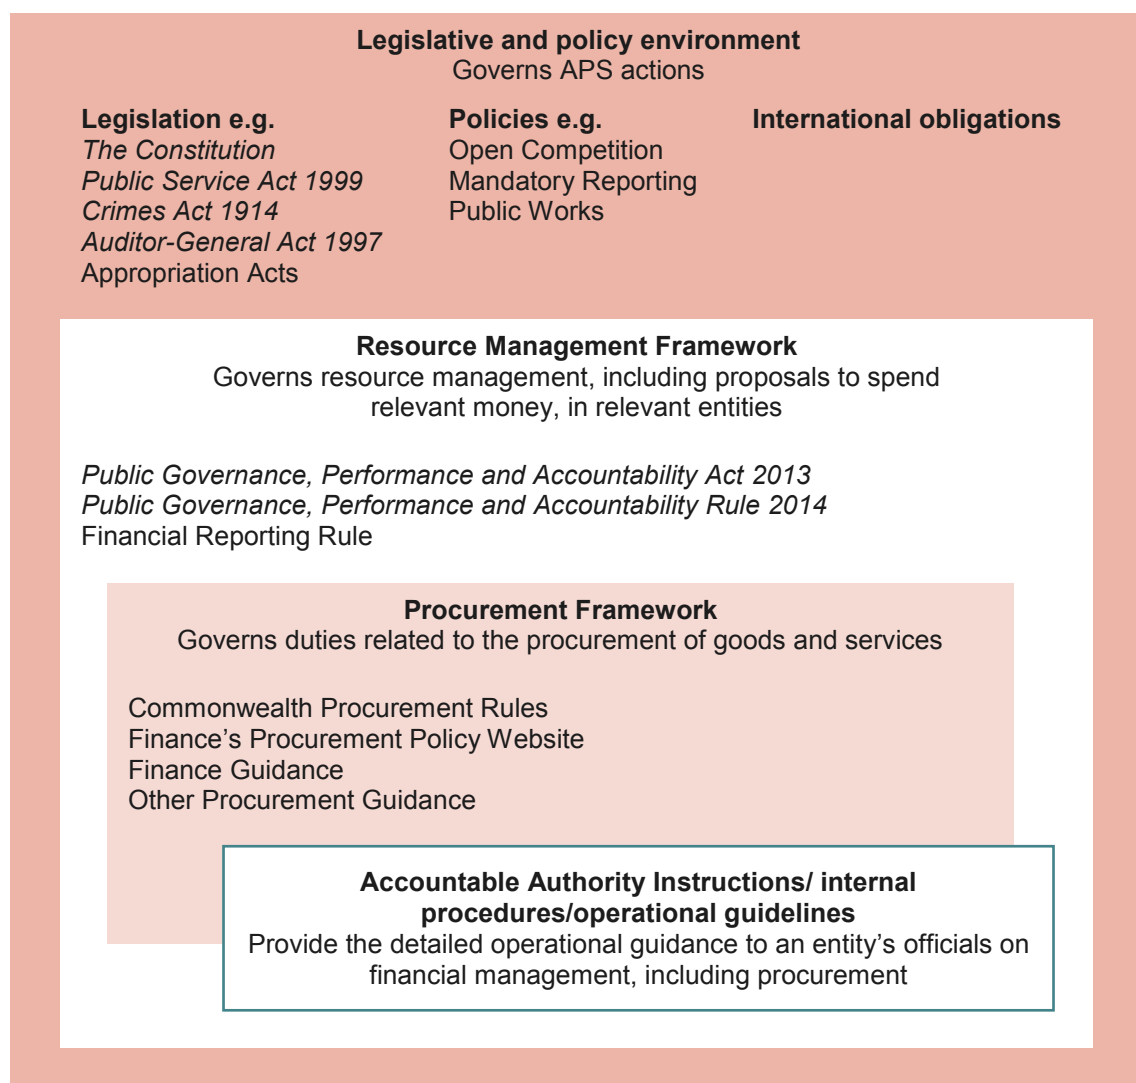 Legislative and policy environment
Governs APS actions
Legislation e.g.
The Constitution
Public Service Act 1999
Crimes Act 1914
Auditor-General Act 1997
Appropriation Acts
Policies e.g.
Open Competition
Mandatory Reporting
Public Works
International obligations
Resource Management Framework
Governs resource management, including proposals to spend
relevant money, in relevant entities
Public Governance, Performance and Accountability Act 2013
Public Governance, Performance and Accountability Rule 2014
Financial Reporting Rule
Procurement Framework
Governs duties related to the procurement of goods and services
Commonwealth Procurement Rules
Finance’s Procurement Policy Website
Finance Guidance
Other Procurement Guidance
Accountable Authority Instructions/ internal
procedures/operational guidelines
Provide the detailed operational guidance to an entity’s officials on
financial management, including procurement